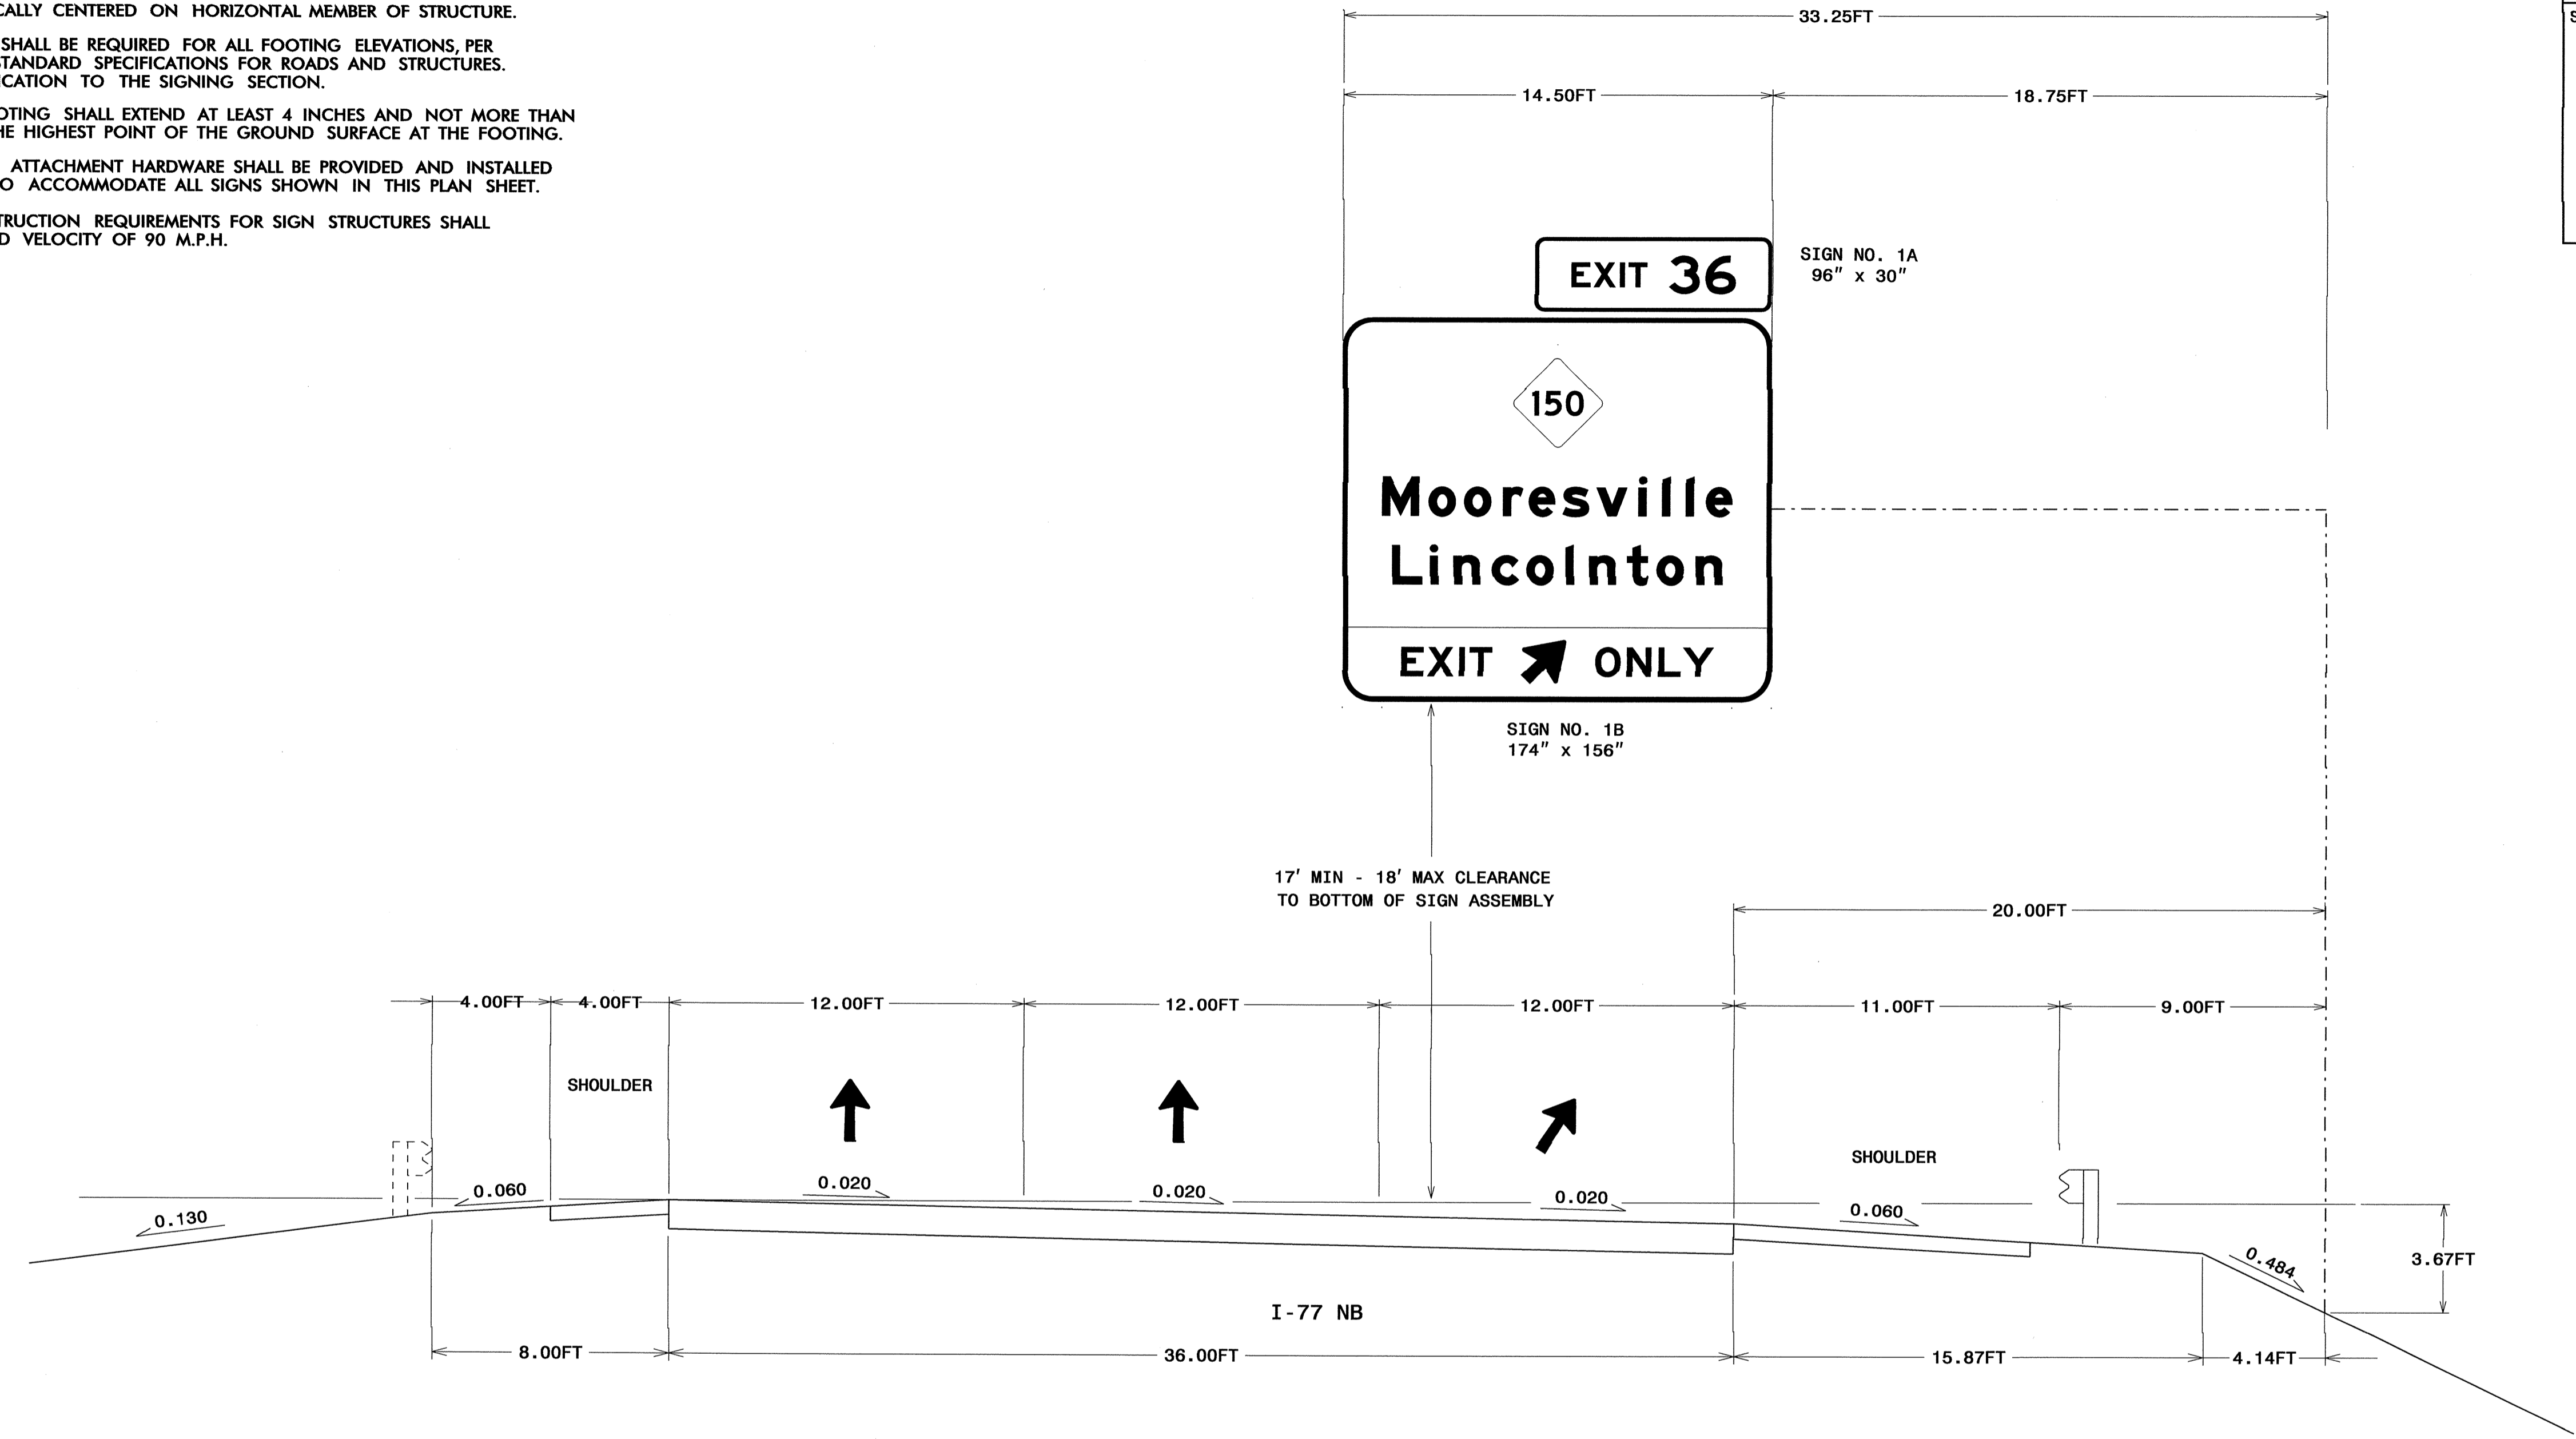 CALLY CENTERED ON HORIZONTAL MEMBER OF STRUCTURE.
SHALL BE REQUIRED FOR ALL FOOTING ELEVATIONS, PER
STANDARD SPECIFICATIONS FOR ROADS AND STRUCTURES.
ICATION TO THE SIGNING SECTION.
OTING SHALL EXTEND AT LEAST 4 INCHES AND NOT MORE THAN
HE HIGHEST POINT OF THE GROUND SURFACE AT THE FOOTING.
ATTACHMENT HARDWARE SHALL BE PROVIDED AND INSTALLED
O ACCOMMODATE ALL SIGNS SHOWN IN THIS PLAN SHEET.
TRUCTION REQUIREMENTS FOR SIGN STRUCTURES SHALL
D VELOCITY OF 90 M.P.H.
33.25FT
14.50FT
18.75FT
EXIT 36
SIGN NO. 1A
96" x 30"
150
Mooresville
Lincolnton
EXIT ONLY
SIGN NO. 1B
174" x 156"
17' MIN - 18' MAX CLEARANCE
TO BOTTOM OF SIGN ASSEMBLY
20.00FT
4.00FT
4.00FT
12.00FT
12.00FT
12.00FT
11.00FT
9.00FT
SHOULDER
SHOULDER
0.130
0.060
0.020
0.020
0.020
0.060
0.484
3.67FT
I-77 NB
8.00FT
36.00FT
15.87FT
4.14FT